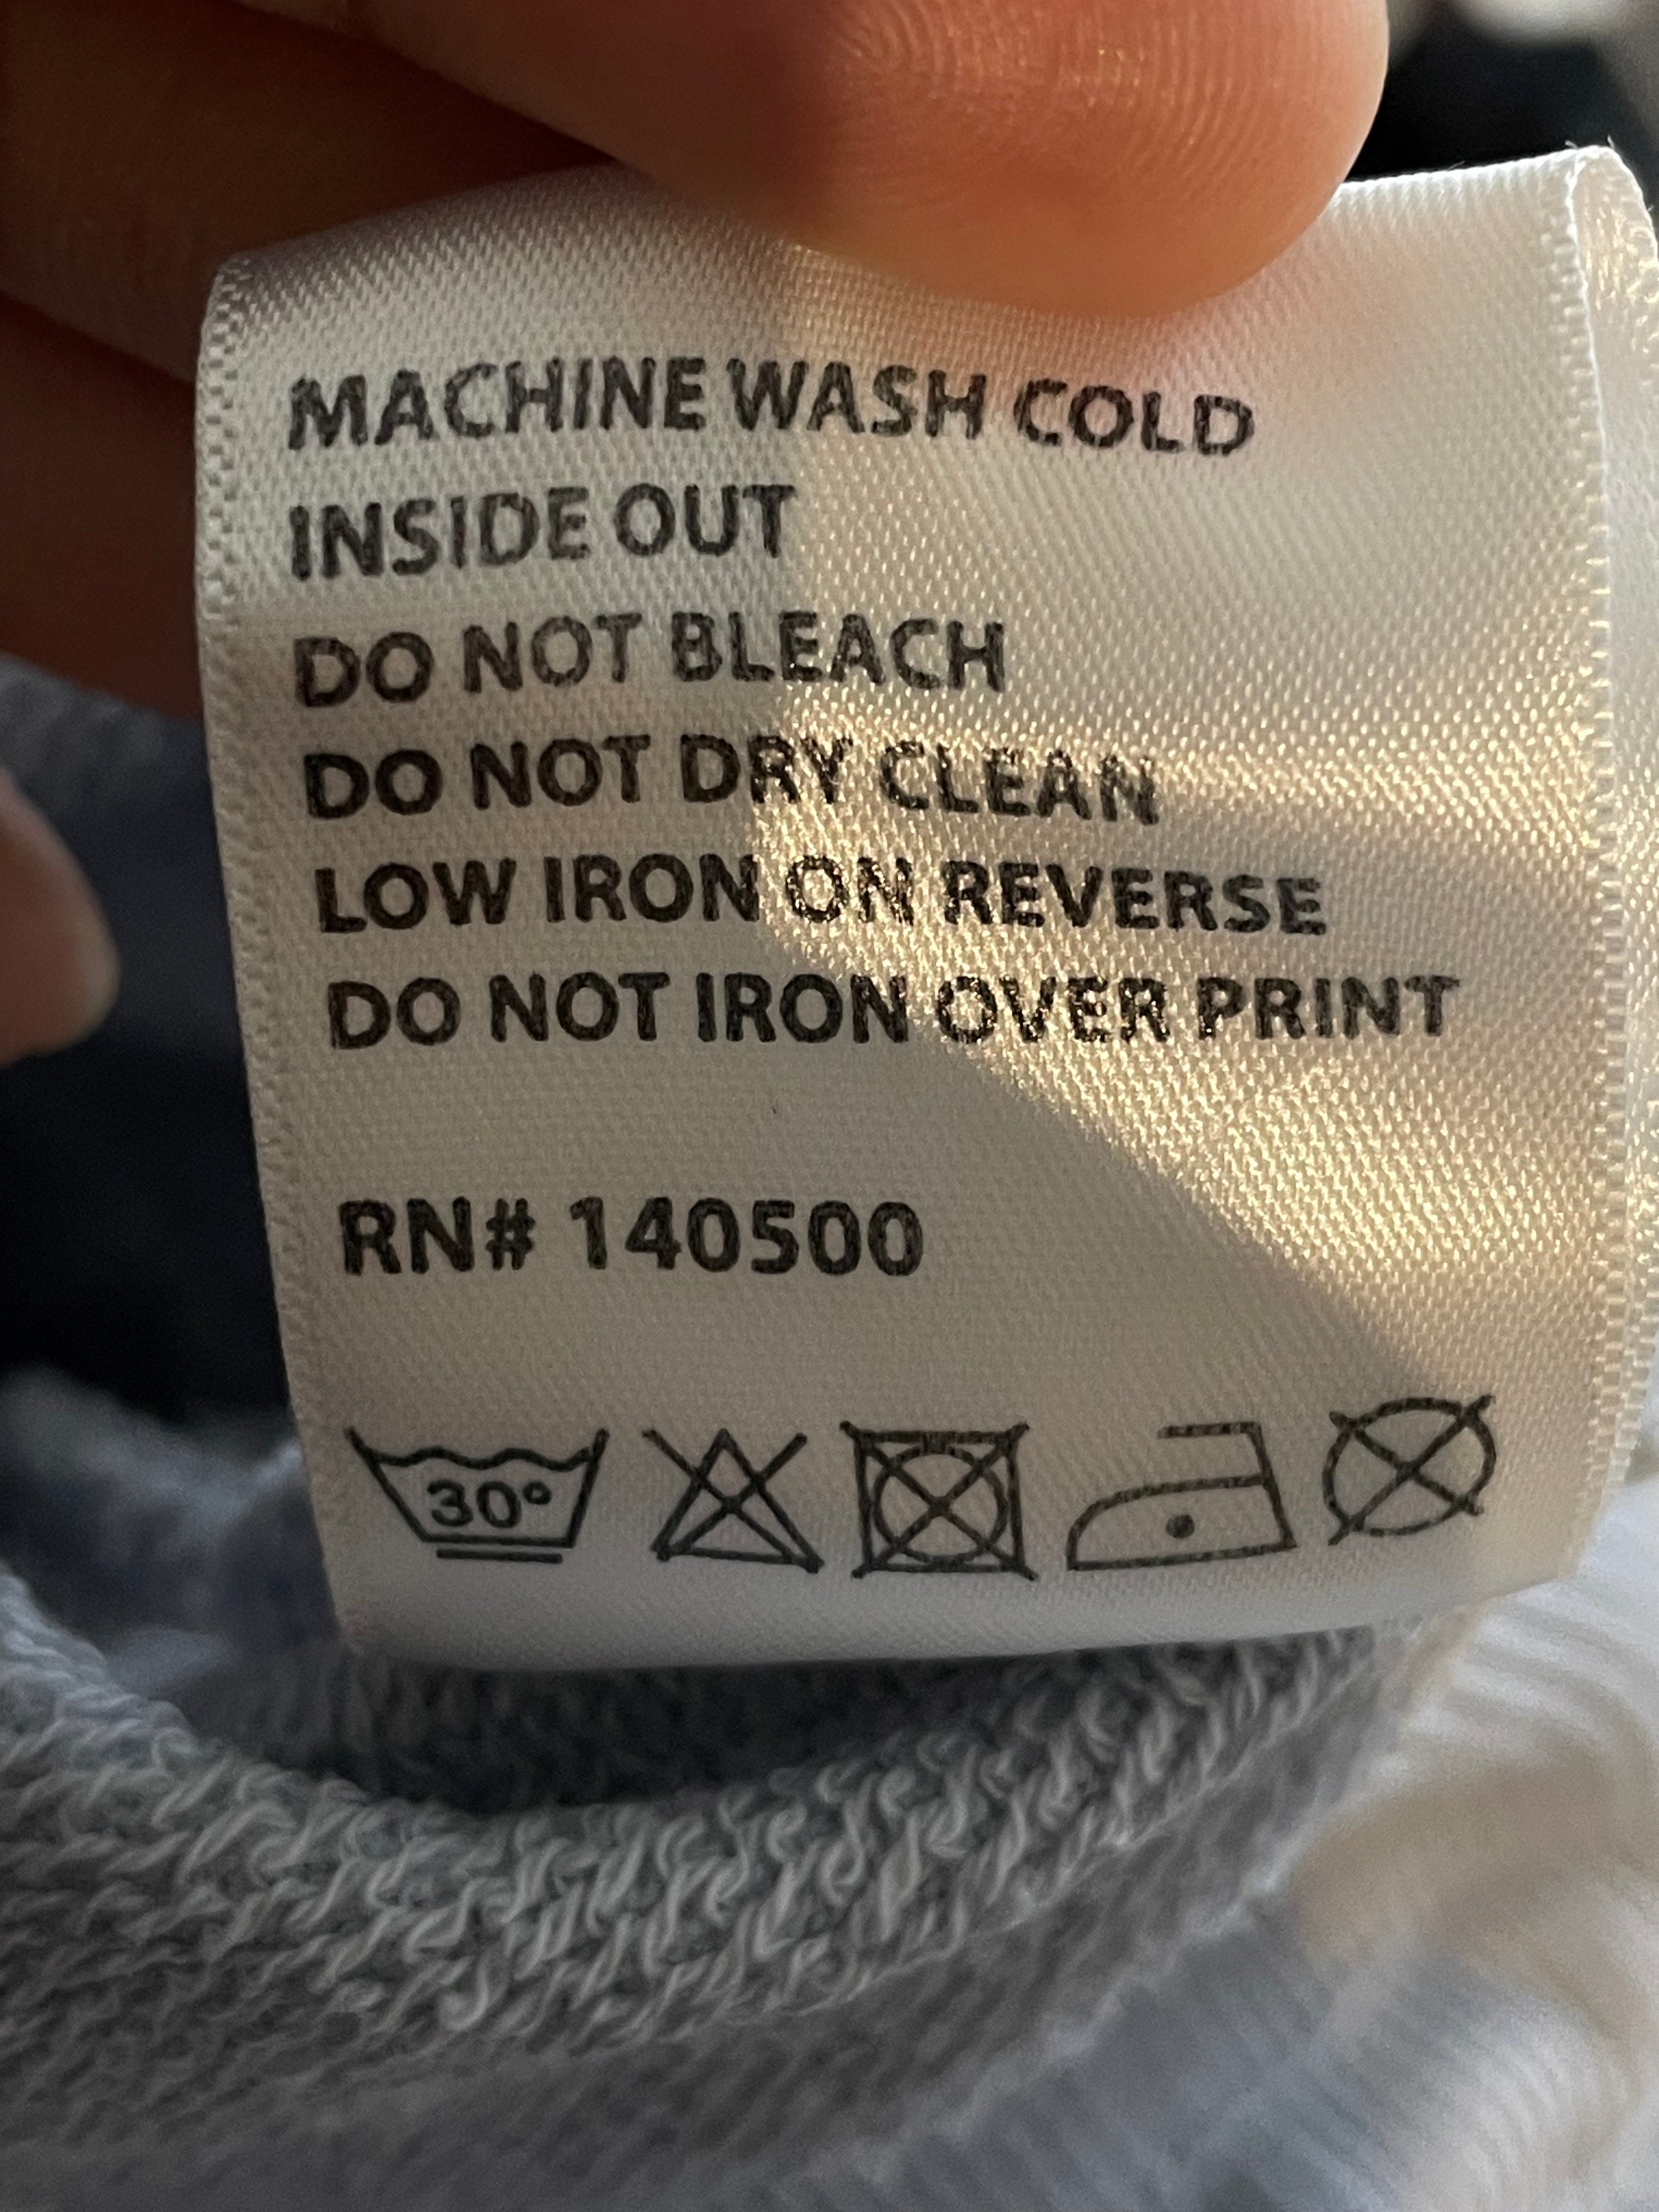 MACHINE WASH COLD
INSIDE OUT
DO NOT BLEACH
DO NOT DRY CLEAN
LOW IRON ON REVERSE
DO NOT IRON OVER PRINT
RN# 140500
30°